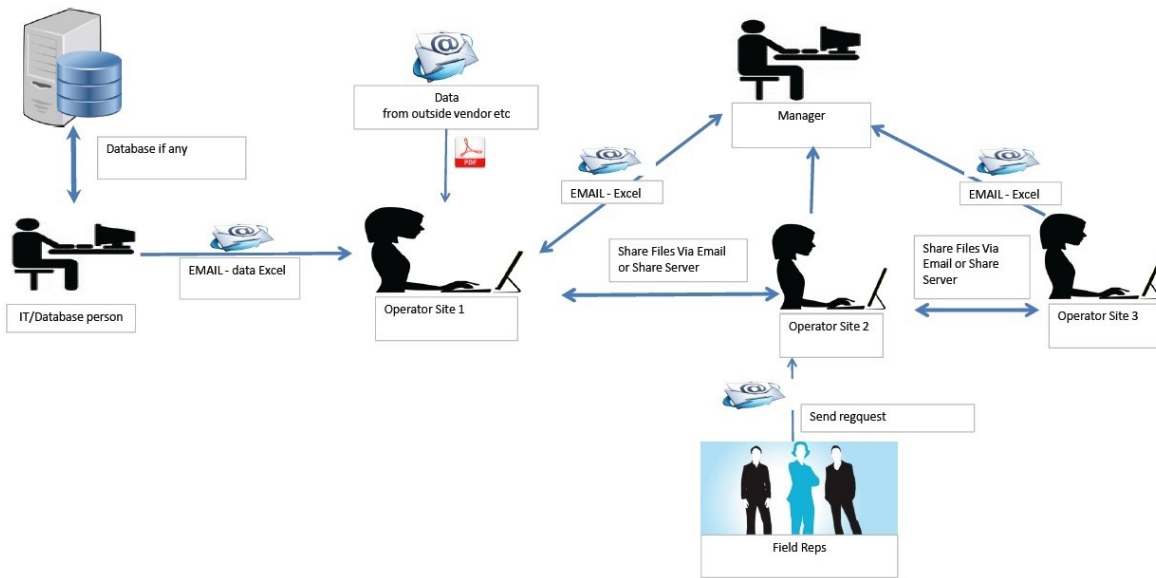 Data
from outside vendor etc
Manager
Database if any
PDF
EMAIL - Excel
EMAIL - Excel
Share Files Via Email
or Share Server
Share Files Via
Email or Share
Server
EMAIL - data Excel
IT/Database person
Operator Site 1
Operator Site 2
Operator Site 3
Send regquest
Field Reps
@
@
@
@
@